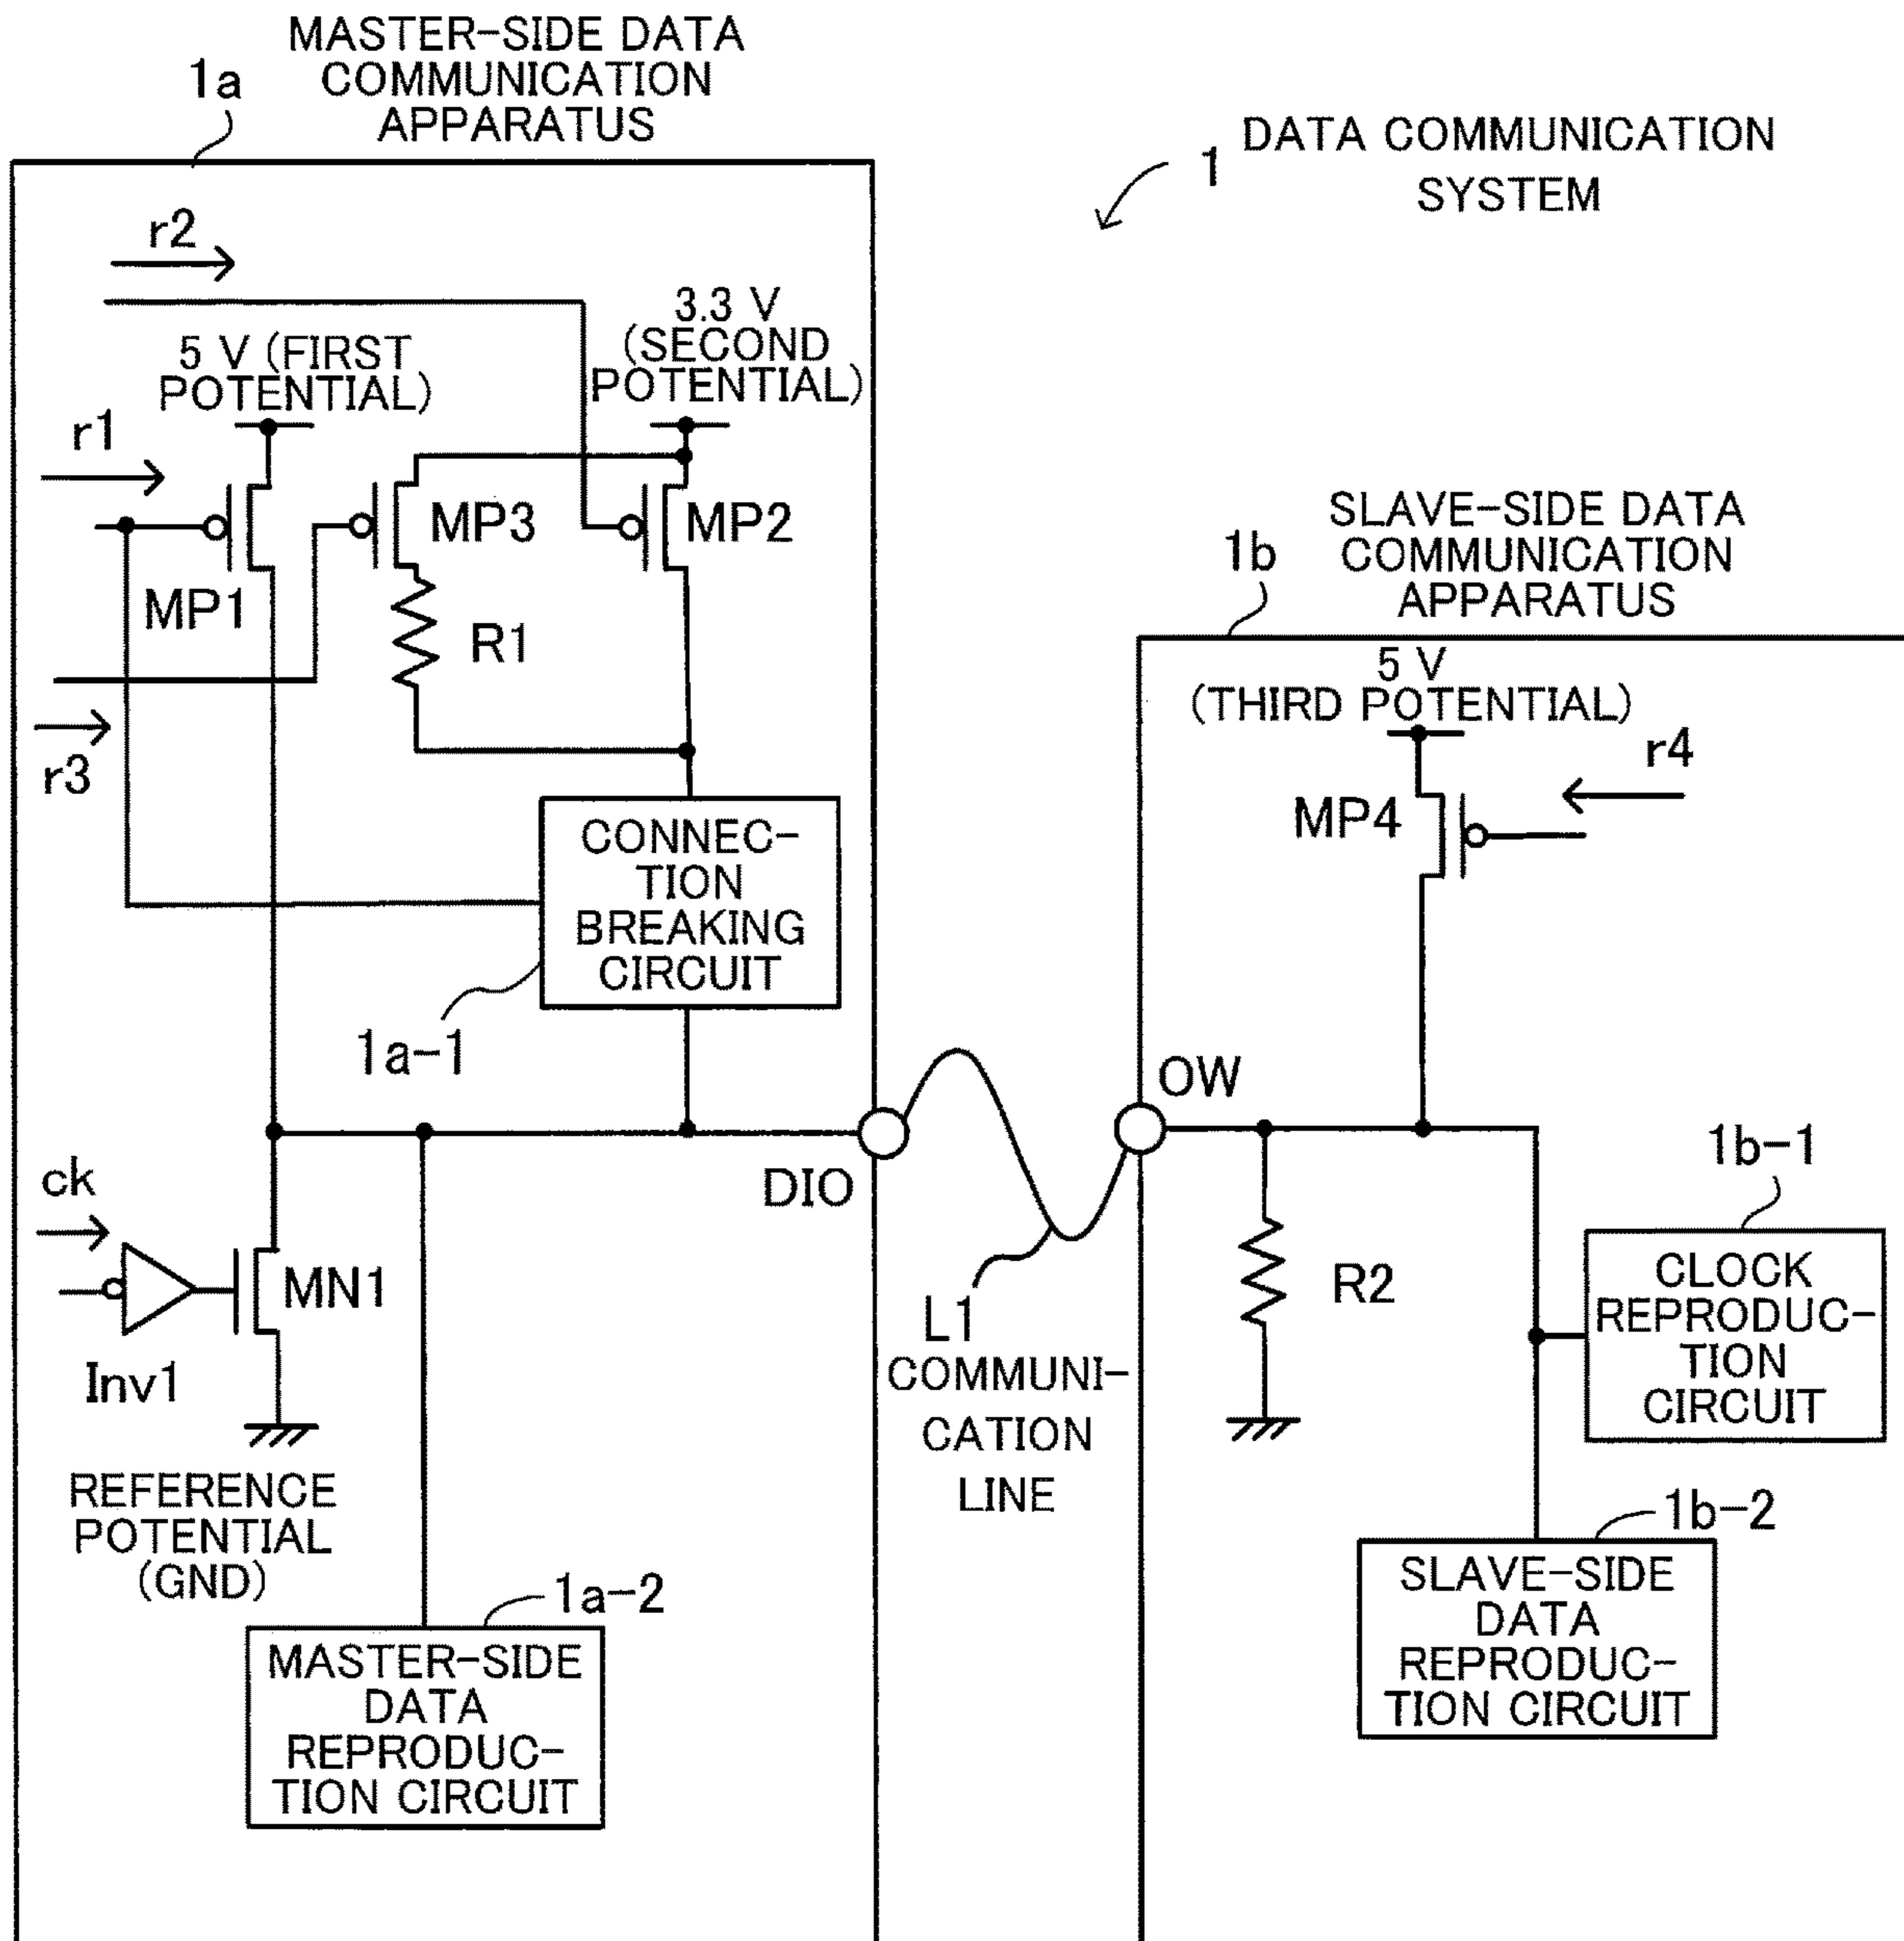 MASTER-SIDE DATA
COMMUNICATION
APPARATUS
1a
DATA COMMUNICATION
SYSTEM
1
r2
3.3 V
(SECOND
POTENTIAL)
5 V (FIRST
POTENTIAL)
r1
MP3
MP2
MP1
R1
r3
CONNEC-
TION
BREAKING
CIRCUIT
1a-1
DIO
ck
MN1
Inv1
REFERENCE
POTENTIAL
(GND)
1a-2
MASTER-SIDE
DATA
REPRODUC-
TION CIRCUIT
L1
COMMUNI-
CATION
LINE
SLAVE-SIDE DATA
COMMUNICATION
APPARATUS
1b
5 V
(THIRD POTENTIAL)
r4
MP4
OW
R2
1b-1
CLOCK
REPRODUC-
TION
CIRCUIT
1b-2
SLAVE-SIDE
DATA
REPRODUC-
TION CIRCUIT